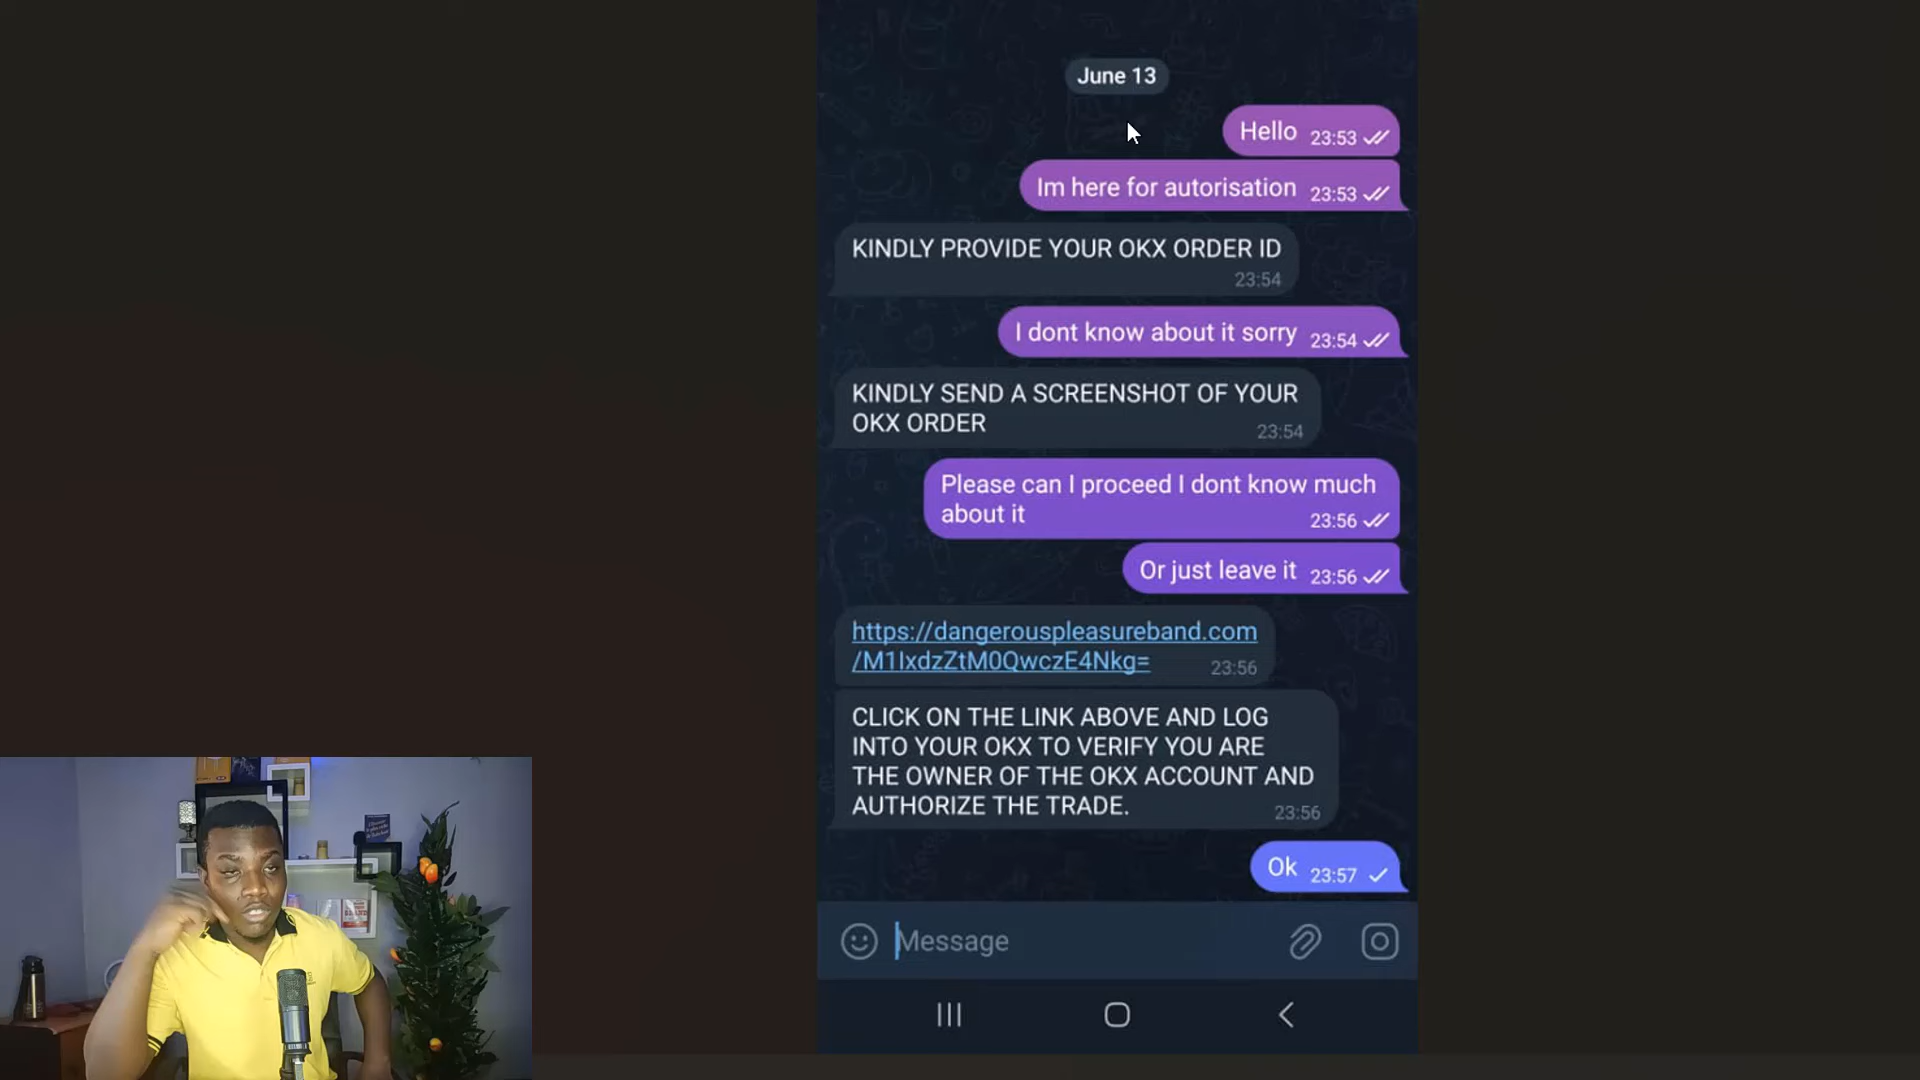 June 13
Hello 23:53
Im here for autorisation 23:53
KINDLY PROVIDE YOUR OKX ORDER ID
23:54
I dont know about it sorry 23:54
KINDLY SEND A SCREENSHOT OF YOUR
OKX ORDER 23:54
Please can I proceed I dont know much
about it 23:56
Or just leave it 23:56
https://dangerouspleasureband.com
/M1IxdzZtM0QwczE4Nkg= 23:56
CLICK ON THE LINK ABOVE AND LOG
INTO YOUR OKX TO VERIFY YOU ARE
THE OWNER OF THE OKX ACCOUNT AND
AUTHORIZE THE TRADE. 23:56
Ok 23:57
Message